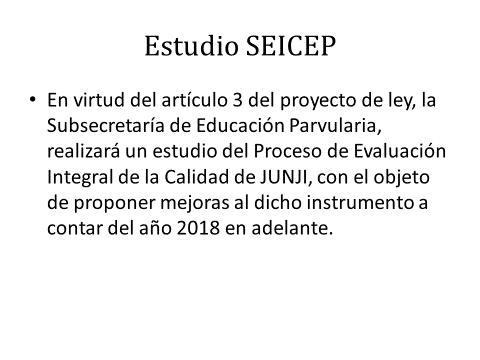 Estudio SEICEP
• En virtud del artículo 3 del proyecto de ley, la
Subsecretaría de Educación Parvularia,
realizará un estudio del Proceso de Evaluación
Integral de la Calidad de JUNJI, con el objeto
de proponer mejoras al dicho instrumento a
contar del año 2018 en adelante.